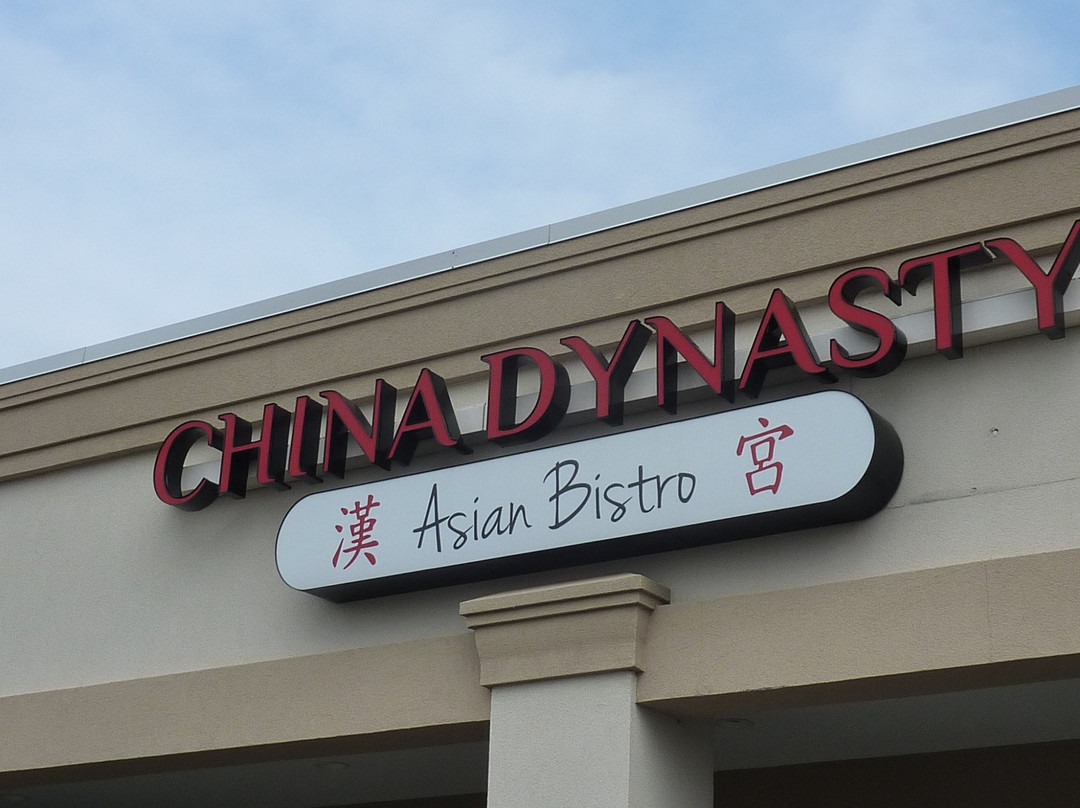 CHINA DYNASTY
漢 Asian Bistro 宮